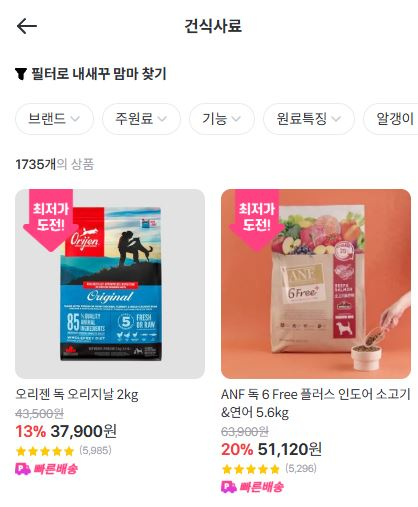 건식사료
필터로 내새꾸 맘마 찾기
브랜드
주원료
기능
원료특징
알갱이
1735개의 상품
최저가
도전!
Orijen
Original
85%
QUALITY
ANIMAL
INGREDIENTS
5
FRESH
OR RAW
최저가
도전!
ANF
6 Free+
오리젠 독 오리지날 2kg
43,500원
13% 37,900원
(5,985)
빠른배송
ANF 독 6 Free 플러스 인도어 소고기
&연어 5.6kg
63,900원
20% 51,120원
(5,296)
빠른배송